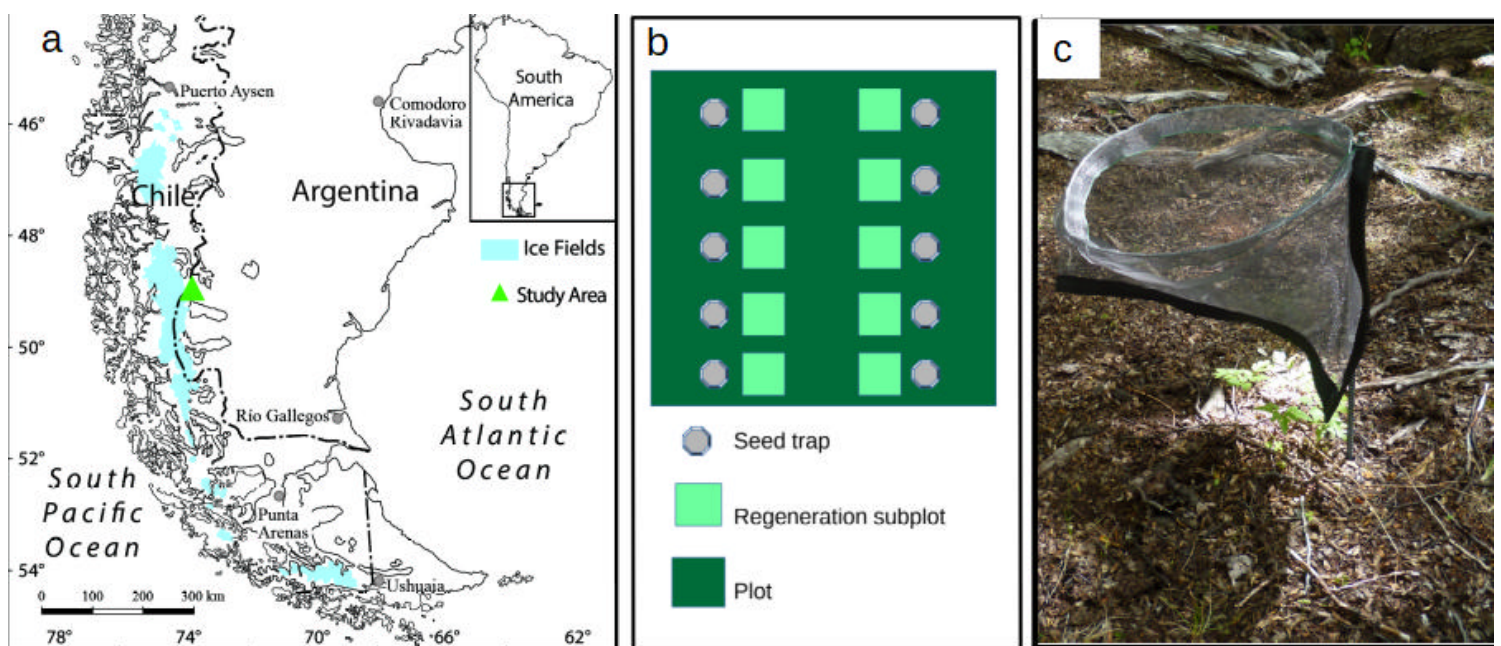 a
Puerto Aysen
Comodoro
Rivadavia
South
America
46°
Chile
Argentina
48°
Ice Fields
Study Area
50°
Río Gallegos
South
Atlantic
Ocean
52°
South
Pacific
Ocean
Punta
Arenas
54°
Ushuaia
0 100 200 300 km
78° 74° 70° 66° 62°
b
Seed trap
Regeneration subplot
Plot
c